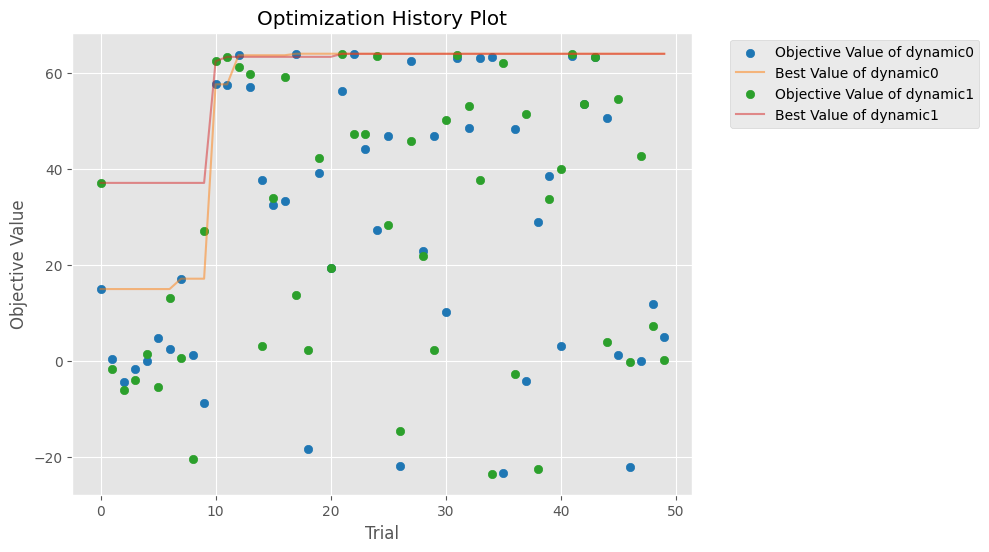 Optimization History Plot
Objective Value of dynamic0
Best Value of dynamic0
Objective Value of dynamic1
Best Value of dynamic1
Objective Value
60
40
20
0
−20
0 10 20 30 40 50
Trial